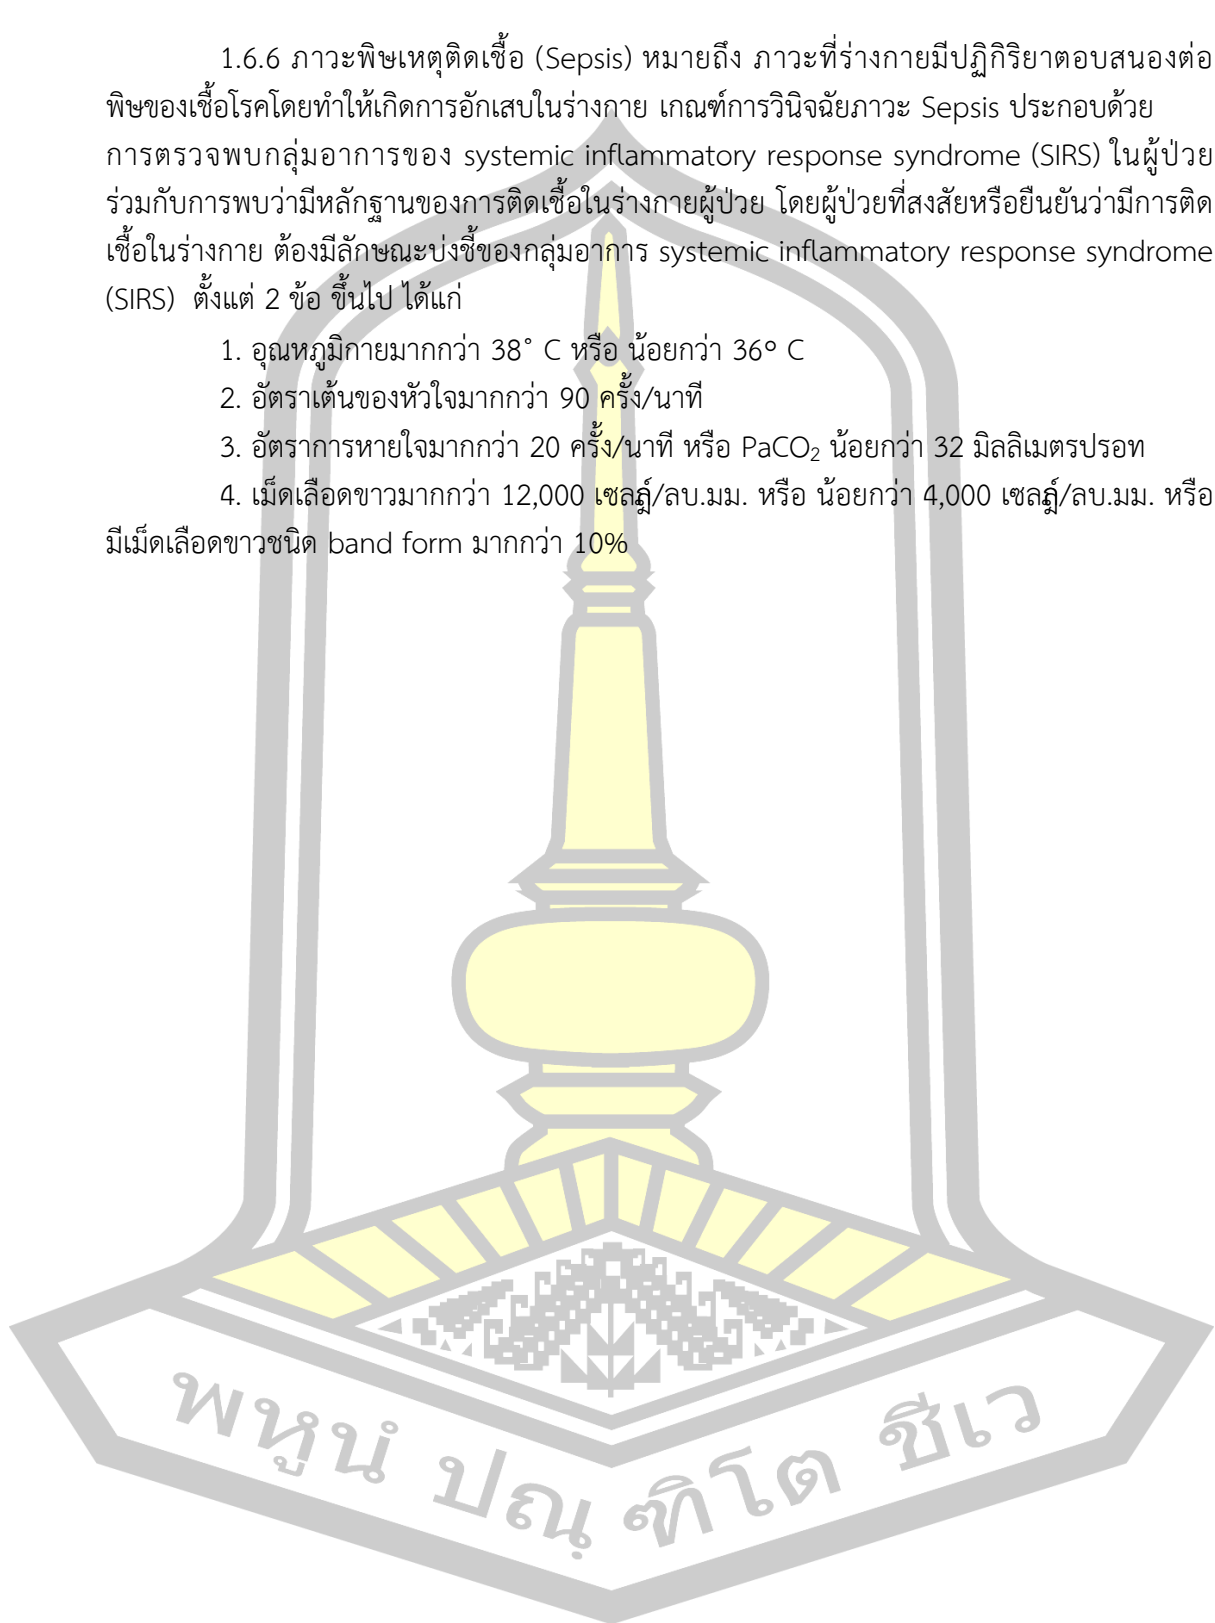 1.6.6 ภาวะพิษเหตุติดเชื้อ (Sepsis) หมายถึง ภาวะที่ร่างกายมีปฏิกิริยาตอบสนองต่อ
พิษของเชื้อโรคโดยทำให้เกิดการอักเสบในร่างกาย เกณฑ์การวินิจฉัยภาวะ Sepsis ประกอบด้วย
การตรวจพบกลุ่มอาการของ systemic inflammatory response syndrome (SIRS) ในผู้ป่วย
ร่วมกับการพบว่ามีหลักฐานของการติดเชื้อในร่างกายผู้ป่วย โดยผู้ป่วยที่สงสัยหรือยืนยันว่ามีการติด
เชื้อในร่างกาย ต้องมีลักษณะบ่งชี้ของกลุ่มอาการ systemic inflammatory response syndrome
(SIRS) ตั้งแต่ 2 ข้อ ขึ้นไป ได้แก่
1. อุณหภูมิกายมากกว่า 38° C หรือ น้อยกว่า 36º C
2. อัตราเต้นของหัวใจมากกว่า 90 ครั้ง/นาที
3. อัตราการหายใจมากกว่า 20 ครั้ง/นาที หรือ PaCO₂ น้อยกว่า 32 มิลลิเมตรปรอท
4. เม็ดเลือดขาวมากกว่า 12,000 เซลล์ฺ/ลบ.มม. หรือ น้อยกว่า 4,000 เซลล์ฺ/ลบ.มม. หรือ
มีเม็ดเลือดขาวชนิด band form มากกว่า 10%
พหูนํ ปณฺ ฑิโต ชีเว